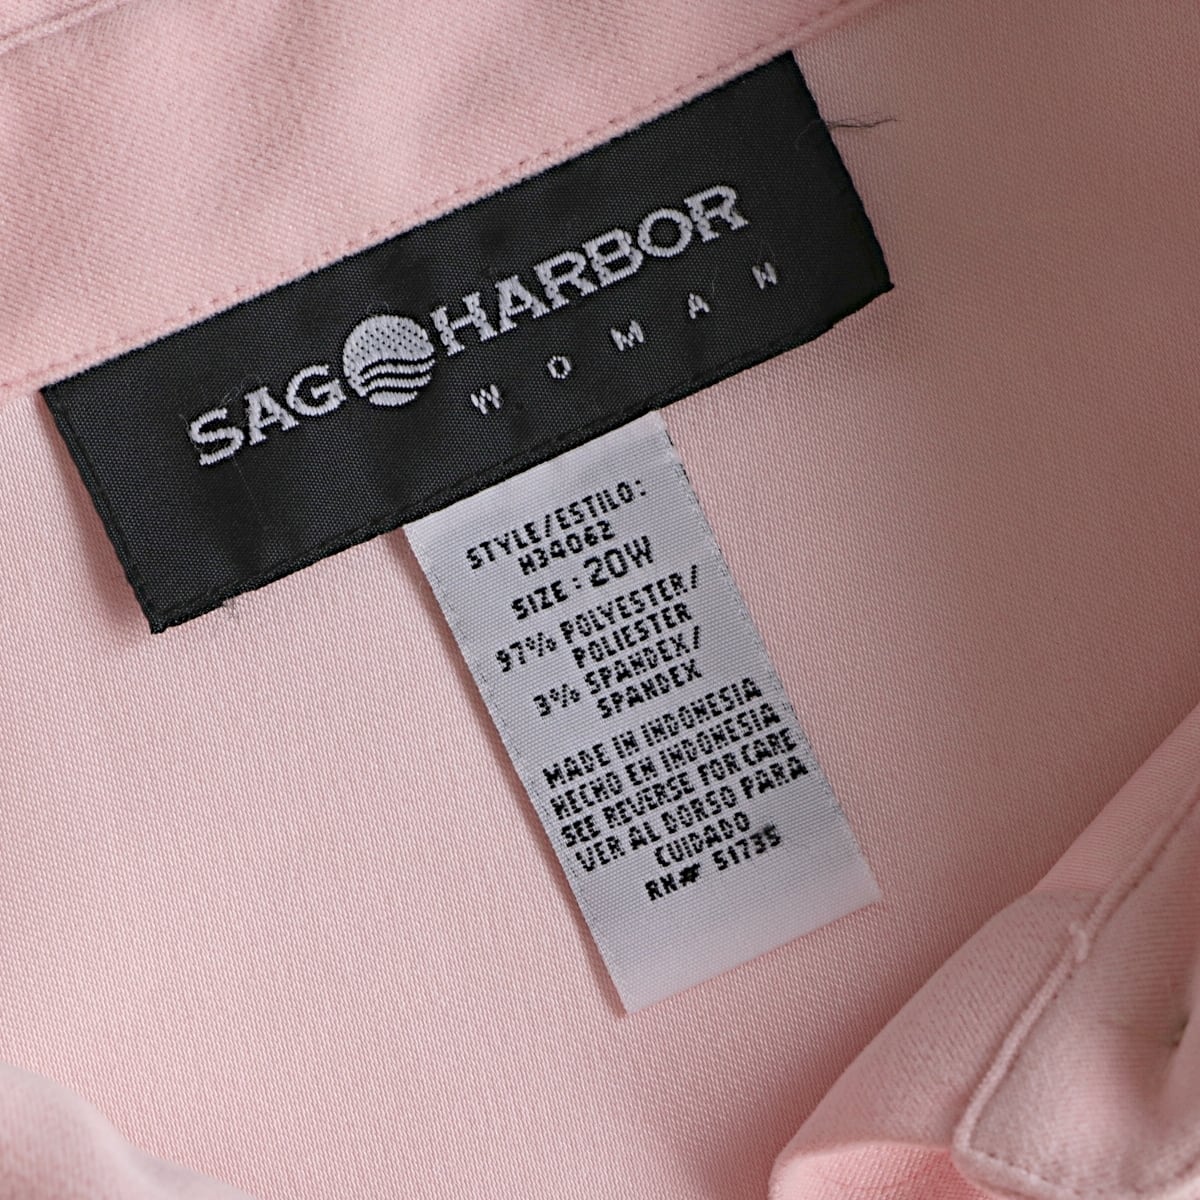 SAG HARBOR
WOMAN
STYLE/ESTILO:
H34062
SIZE: 20W
97% POLYESTER/
POLIESTER
3% SPANDEX/
SPANDEX
MADE IN INDONESIA
HECHO EN INDONESIA
SEE REVERSE FOR CARE
VER AL DORSO PARA
CUIDADO
RN# 51735